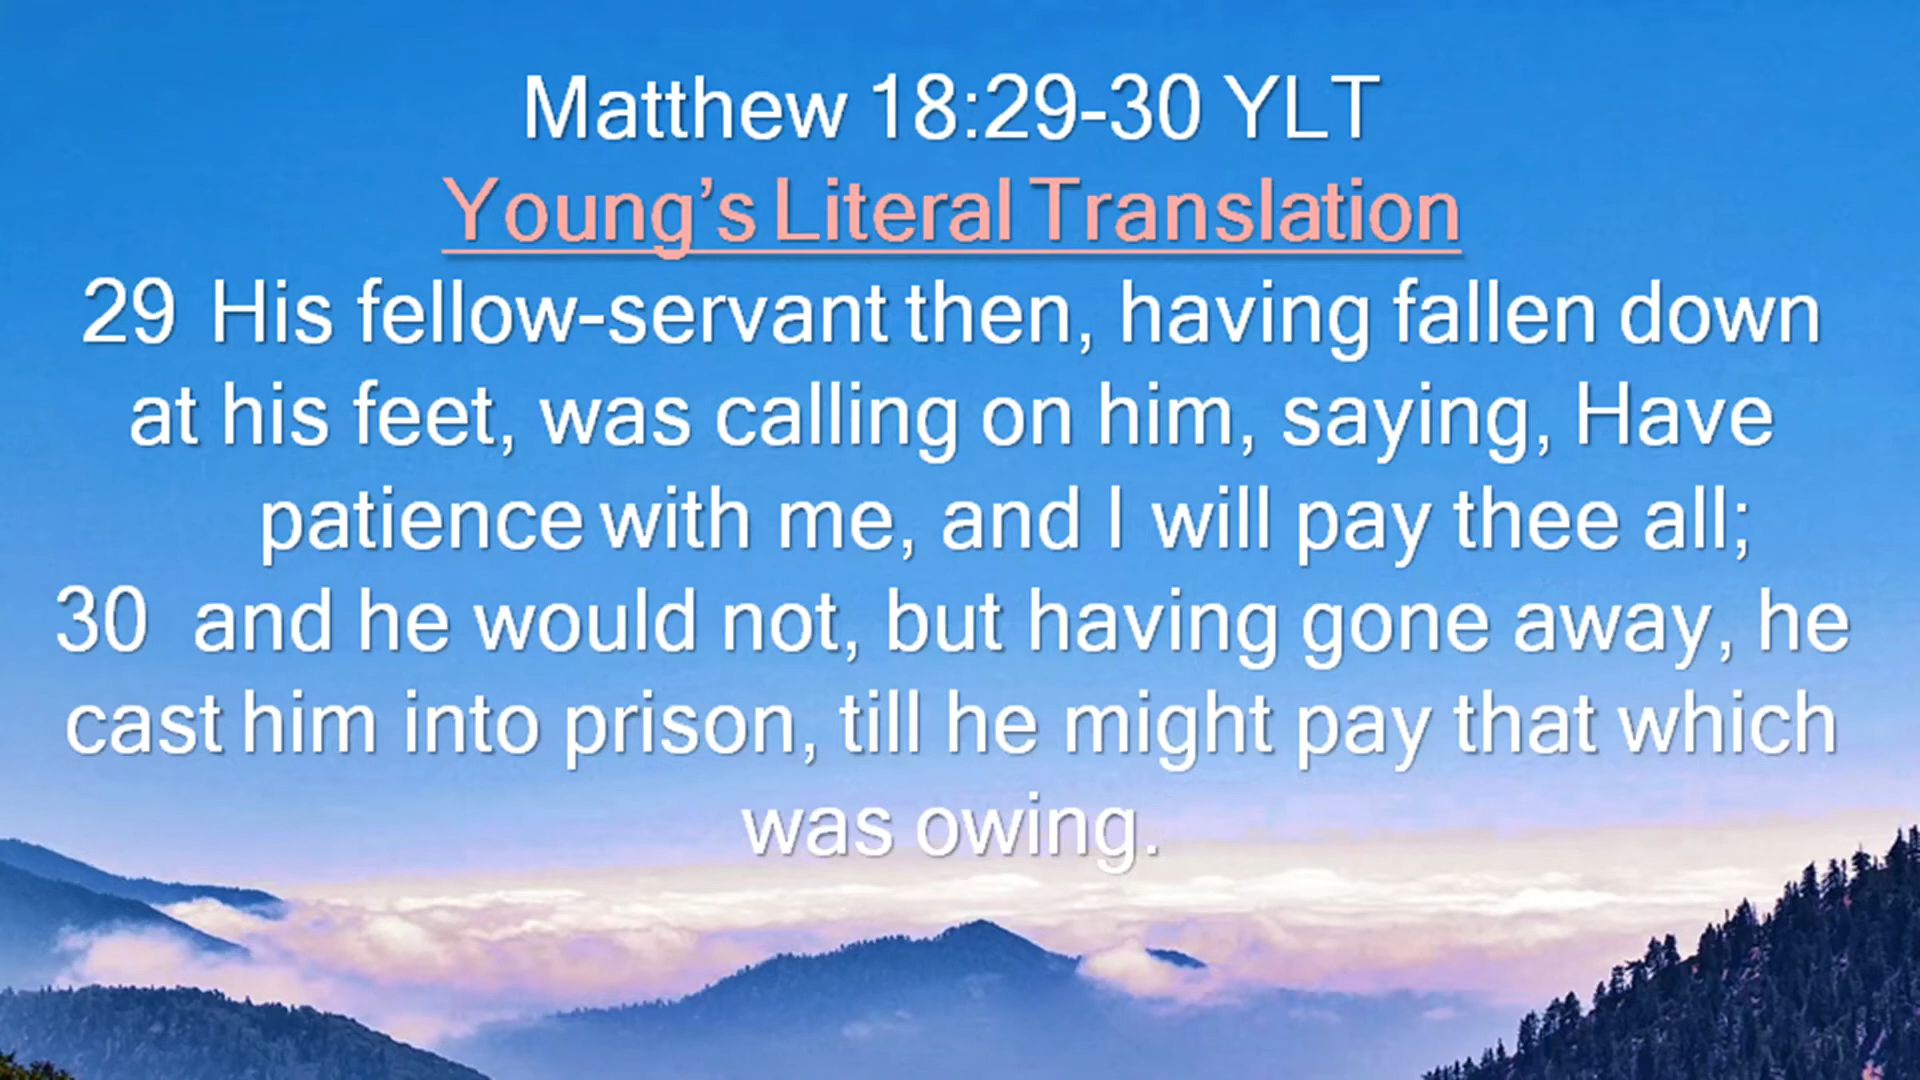 Matthew 18:29-30 YLT
Young’s Literal Translation
29 His fellow-servant then, having fallen down
at his feet, was calling on him, saying, Have
patience with me, and I will pay thee all;
30 and he would not, but having gone away, he
cast him into prison, till he might pay that which
was owing.